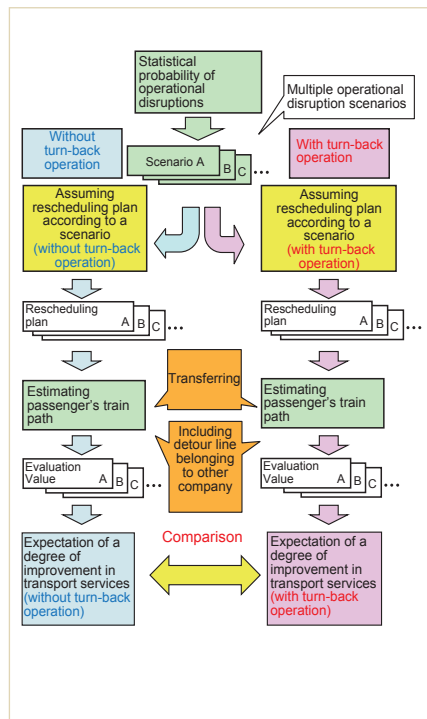 Statistical
probability of
operational
disruptions
Multiple operational
disruption scenarios
Without
turn-back
operation
Scenario A
B
C
...
With turn-back
operation
Assuming
rescheduling plan
according to a
scenario
(without turn-back
operation)
Assuming
rescheduling plan
according to a
scenario
(with turn-back
operation)
Rescheduling
plan
A
B
C
...
Rescheduling
plan
A
B
C
...
Transferring
Estimating
passenger's train
path
Estimating
passenger's train
path
Including
detour line
belonging
to other
company
Evaluation
Value
A
B
C
...
Evaluation
Value
A
B
C
...
Comparison
Expectation of a
degree of
improvement in
transport services
(without turn-back
operation)
Expectation of a
degree of
improvement in
transport services
(with turn-back
operation)